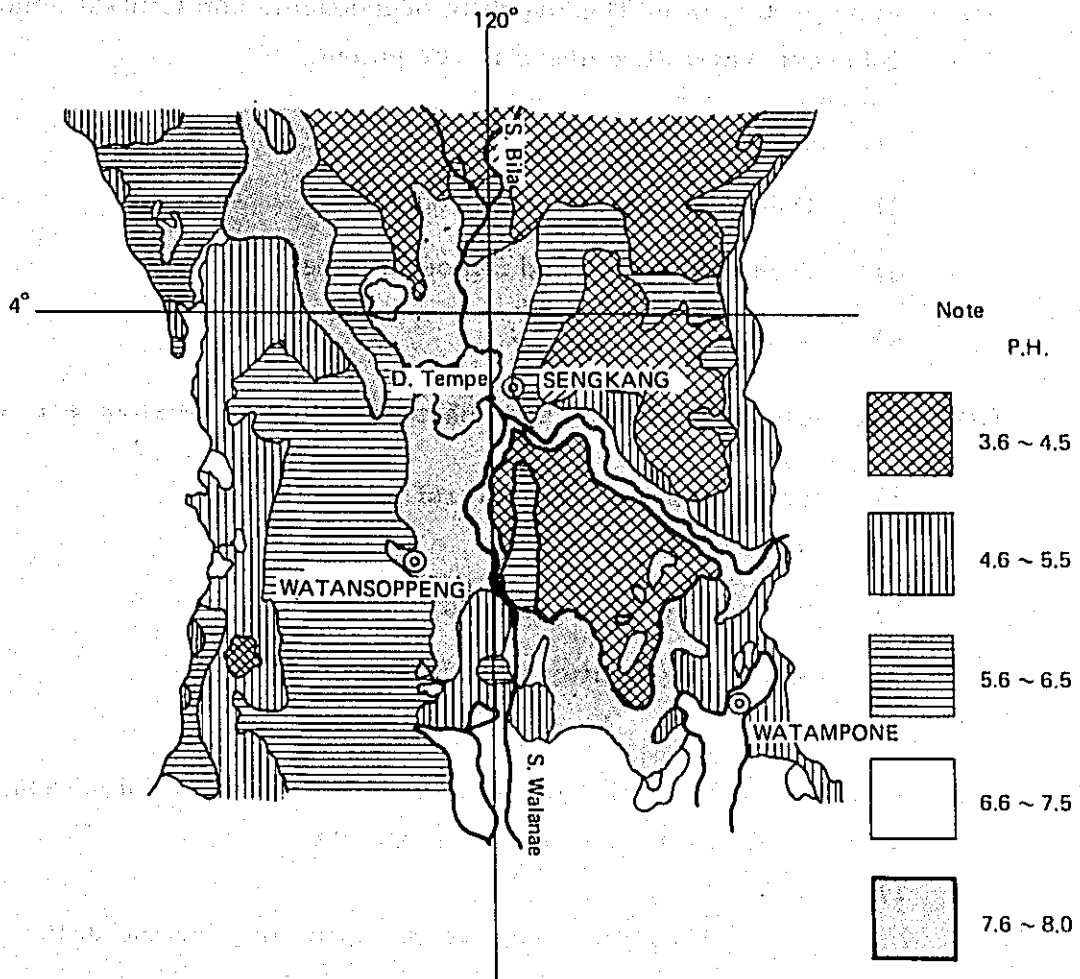 120°
S. Bila
4°
Note
P.H.
D. Tempe
SENGKANG
3.6 ~ 4.5
4.6 ~ 5.5
WATANSOPPENG
5.6 ~ 6.5
WATAMPONE
S. Walanae
6.6 ~ 7.5
7.6 ~ 8.0